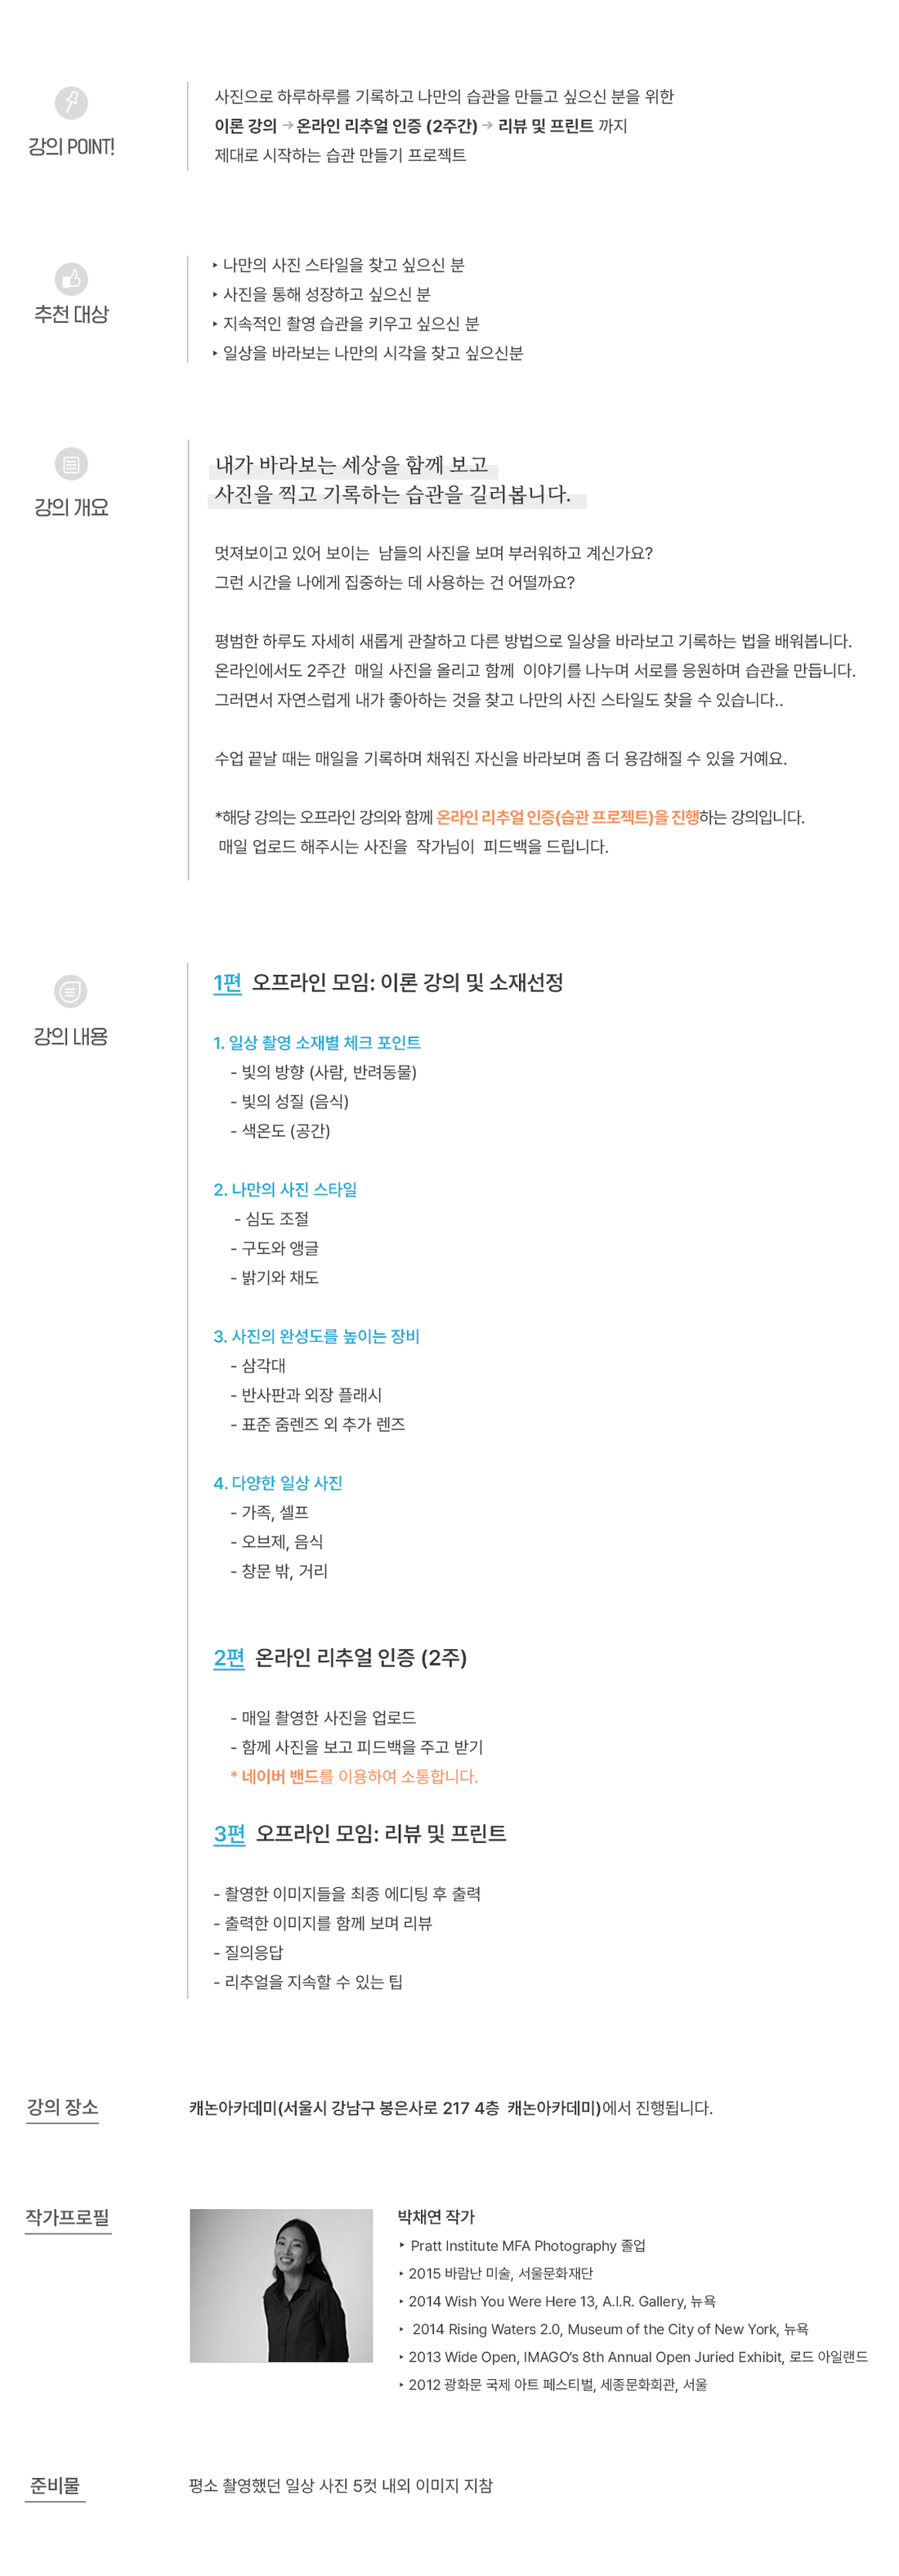 강의 POINT!
사진으로 하루하루를 기록하고 나만의 습관을 만들고 싶으신 분을 위한
이론 강의 → 온라인 리추얼 인증 (2주간) → 리뷰 및 프린트 까지
제대로 시작하는 습관 만들기 프로젝트
추천 대상
‣ 나만의 사진 스타일을 찾고 싶으신 분
‣ 사진을 통해 성장하고 싶으신 분
‣ 지속적인 촬영 습관을 키우고 싶으신 분
‣ 일상을 바라보는 나만의 시각을 찾고 싶으신분
강의 개요
내가 바라보는 세상을 함께 보고
사진을 찍고 기록하는 습관을 길러봅니다.
멋져보이고 있어 보이는 남들의 사진을 보며 부러워하고 계신가요?
그런 시간을 나에게 집중하는 데 사용하는 건 어떨까요?
평범한 하루도 자세히 새롭게 관찰하고 다른 방법으로 일상을 바라보고 기록하는 법을 배워봅니다.
온라인에서도 2주간 매일 사진을 올리고 함께 이야기를 나누며 서로를 응원하며 습관을 만듭니다.
그러면서 자연스럽게 내가 좋아하는 것을 찾고 나만의 사진 스타일도 찾을 수 있습니다..
수업 끝날 때는 매일을 기록하며 채워진 자신을 바라보며 좀 더 용감해질 수 있을 거예요.
*해당 강의는 오프라인 강의와 함께 온라인 리추얼 인증(습관 프로젝트)을 진행하는 강의입니다.
매일 업로드 해주시는 사진을 작가님이 피드백을 드립니다.
강의 내용
1편 오프라인 모임: 이론 강의 및 소재선정
1. 일상 촬영 소재별 체크 포인트
- 빛의 방향 (사람, 반려동물)
- 빛의 성질 (음식)
- 색온도 (공간)
2. 나만의 사진 스타일
- 심도 조절
- 구도와 앵글
- 밝기와 채도
3. 사진의 완성도를 높이는 장비
- 삼각대
- 반사판과 외장 플래시
- 표준 줌렌즈 외 추가 렌즈
4. 다양한 일상 사진
- 가족, 셀프
- 오브제, 음식
- 창문 밖, 거리
2편 온라인 리추얼 인증 (2주)
- 매일 촬영한 사진을 업로드
- 함께 사진을 보고 피드백을 주고 받기
* 네이버 밴드를 이용하여 소통합니다.
3편 오프라인 모임: 리뷰 및 프린트
- 촬영한 이미지들을 최종 에디팅 후 출력
- 출력한 이미지를 함께 보며 리뷰
- 질의응답
- 리추얼을 지속할 수 있는 팁
강의 장소
캐논아카데미(서울시 강남구 봉은사로 217 4층 캐논아카데미)에서 진행됩니다.
작가프로필
박채연 작가
‣ Pratt Institute MFA Photography 졸업
‣ 2015 바람난 미술, 서울문화재단
‣ 2014 Wish You Were Here 13, A.I.R. Gallery, 뉴욕
‣ 2014 Rising Waters 2.0, Museum of the City of New York, 뉴욕
‣ 2013 Wide Open, IMAGO's 8th Annual Open Juried Exhibit, 로드 아일랜드
‣ 2012 광화문 국제 아트 페스티벌, 세종문화회관, 서울
준비물
평소 촬영했던 일상 사진 5컷 내외 이미지 지참